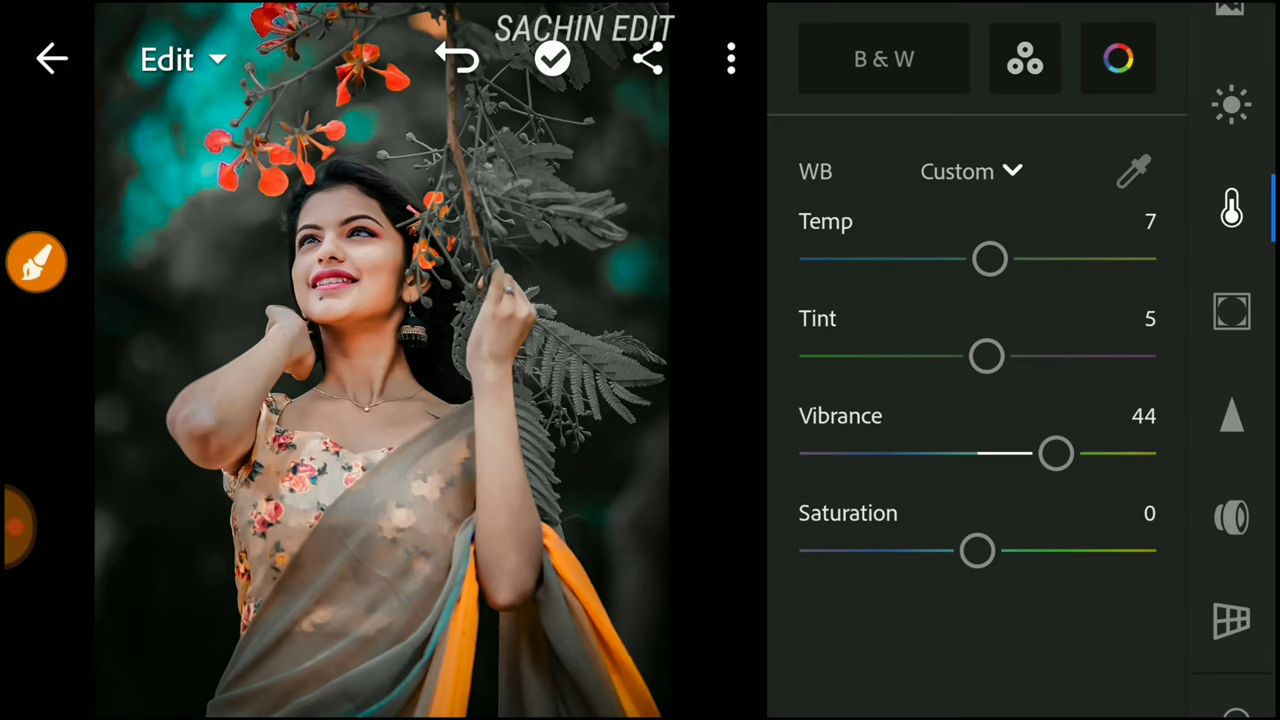 SACHIN EDIT
Edit
B & W
WB Custom
Temp 7
Tint 5
Vibrance 44
Saturation 0